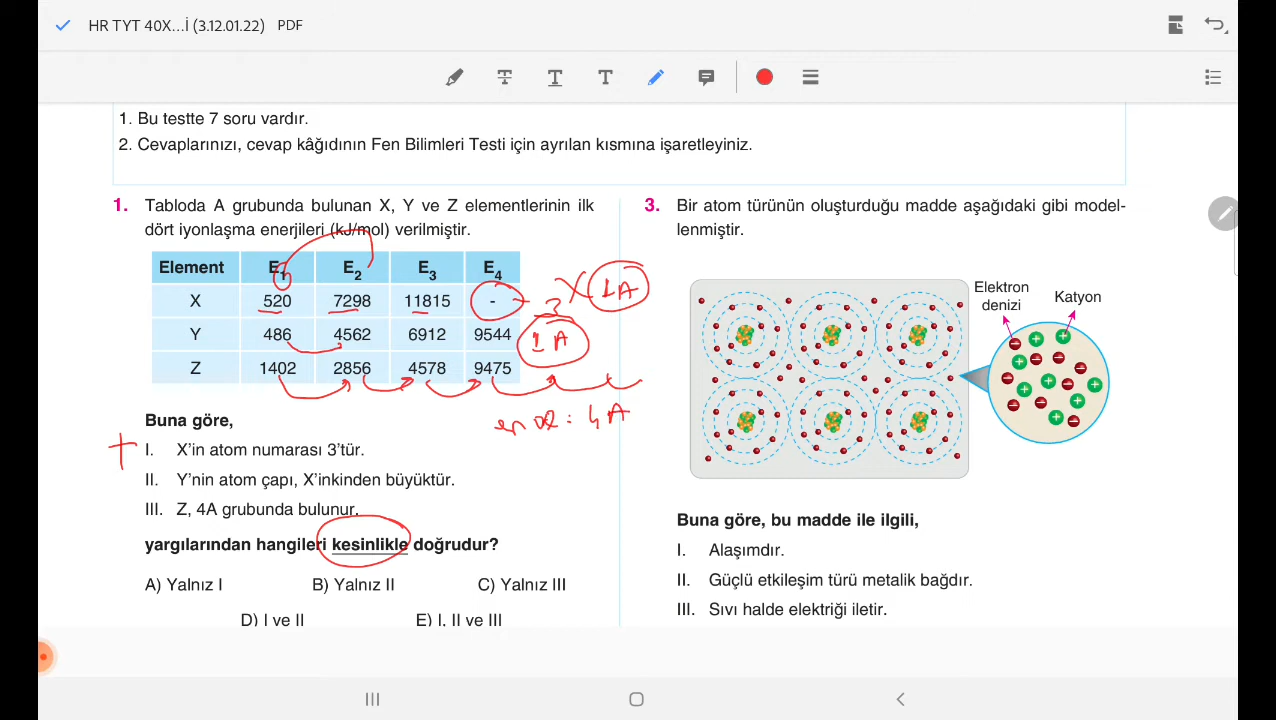 HR TYT 40X...İ (3.12.01.22) PDF
1. Bu testte 7 soru vardır.
2. Cevaplarınızı, cevap kâğıdının Fen Bilimleri Testi için ayrılan kısmına işaretleyiniz.
1. Tabloda A grubunda bulunan X, Y ve Z elementlerinin ilk
dört iyonlaşma enerjileri (kJ/mol) verilmiştir.
Element E1 E2 E3 E4
X 520 7298 11815 -
Y 486 4562 6912 9544
Z 1402 2856 4578 9475
3 X 1A
1A
en az : 4A
Buna göre,
+ I. X'in atom numarası 3'tür.
II. Y'nin atom çapı, X'inkinden büyüktür.
III. Z, 4A grubunda bulunur.
yargılarından hangileri kesinlikle doğrudur?
A) Yalnız I B) Yalnız II C) Yalnız III
D) I ve II E) I, II ve III
3. Bir atom türünün oluşturduğu madde aşağıdaki gibi model-
lenmiştir.
Elektron
denizi
Katyon
Buna göre, bu madde ile ilgili,
I. Alaşımdır.
II. Güçlü etkileşim türü metalik bağdır.
III. Sıvı halde elektriği iletir.